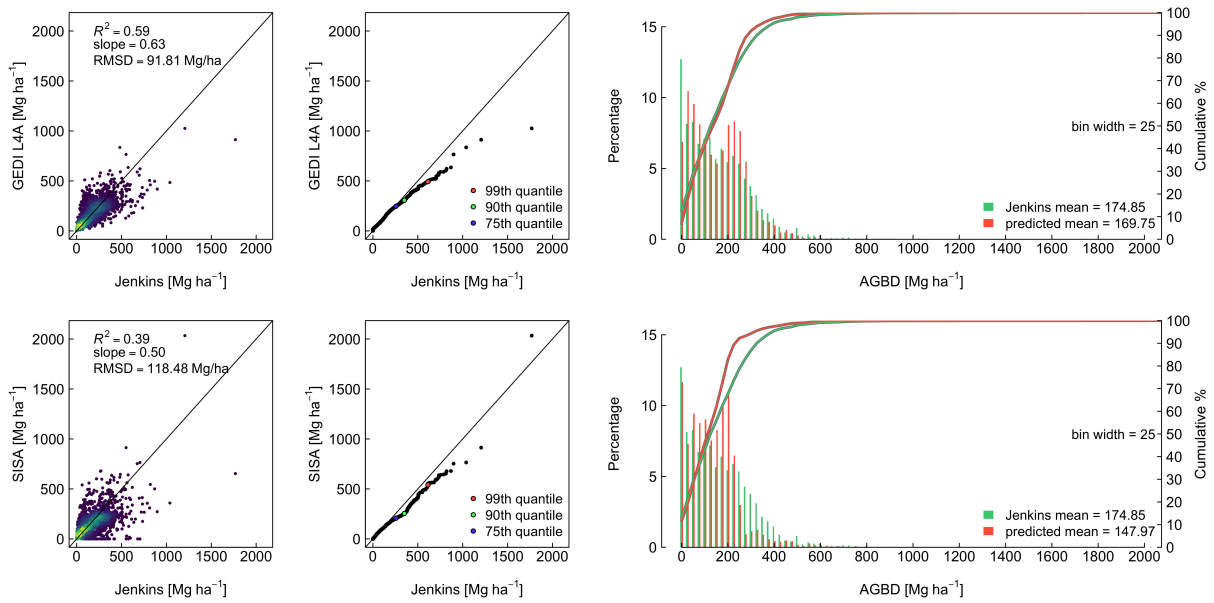 GEDI L4A [Mg ha⁻¹]
2000
1500
1000
500
0
R² = 0.59
slope = 0.63
RMSD = 91.81 Mg/ha
0 500 1000 1500 2000
Jenkins [Mg ha⁻¹]
GEDI L4A [Mg ha⁻¹]
2000
1500
1000
500
0
99th quantile
90th quantile
75th quantile
0 500 1000 1500 2000
Jenkins [Mg ha⁻¹]
Percentage
15
10
5
0
bin width = 25
Jenkins mean = 174.85
predicted mean = 169.75
0 200 400 600 800 1000 1200 1400 1600 1800 2000
AGBD [Mg ha⁻¹]
100
90
80
70
60
50
40
30
20
10
0
Cumulative %
SISA [Mg ha⁻¹]
2000
1500
1000
500
0
R² = 0.39
slope = 0.50
RMSD = 118.48 Mg/ha
0 500 1000 1500 2000
Jenkins [Mg ha⁻¹]
SISA [Mg ha⁻¹]
2000
1500
1000
500
0
99th quantile
90th quantile
75th quantile
0 500 1000 1500 2000
Jenkins [Mg ha⁻¹]
Percentage
15
10
5
0
bin width = 25
Jenkins mean = 174.85
predicted mean = 147.97
0 200 400 600 800 1000 1200 1400 1600 1800 2000
AGBD [Mg ha⁻¹]
100
90
80
70
60
50
40
30
20
10
0
Cumulative %